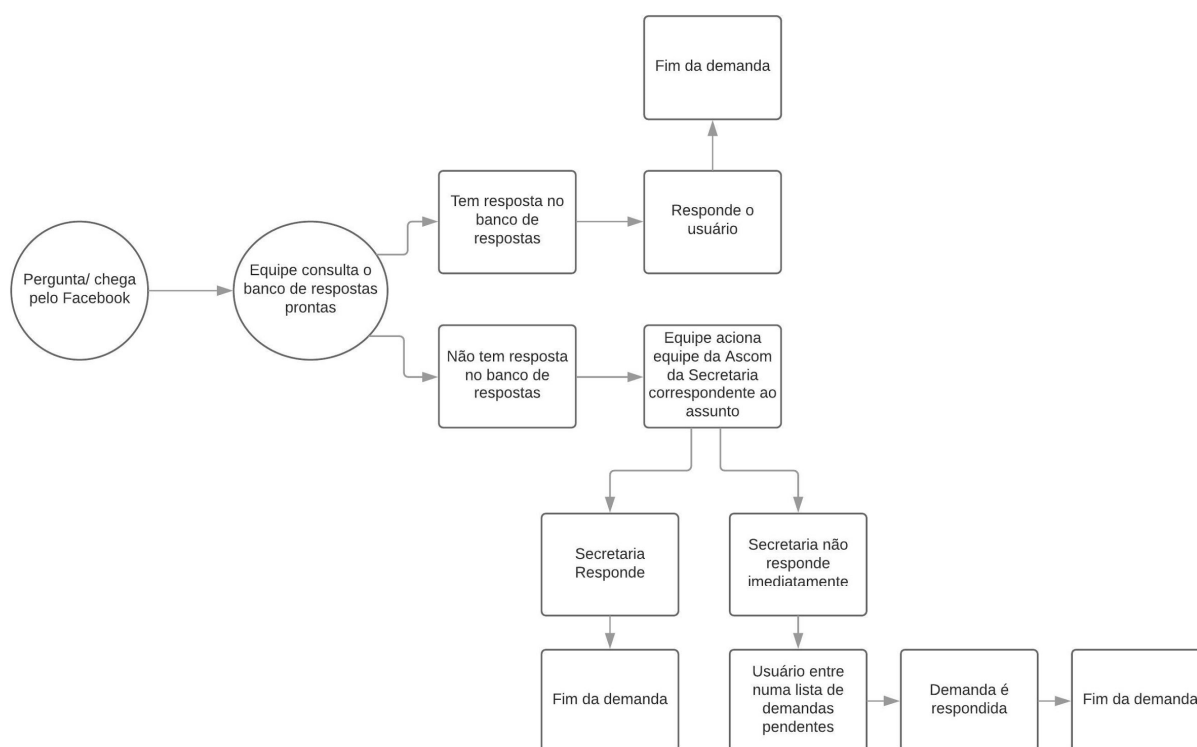 Fim da demanda
Tem resposta no
banco de
respostas
Responde o
usuário
Pergunta/ chega
pelo Facebook
Equipe consulta o
banco de respostas
prontas
Não tem resposta
no banco de
respostas
Equipe aciona
equipe da Ascom
da Secretaria
correspondente ao
assunto
Secretaria
Responde
Secretaria não
responde
imediatamente
Fim da demanda
Usuário entre
numa lista de
demandas
pendentes
Demanda é
respondida
Fim da demanda